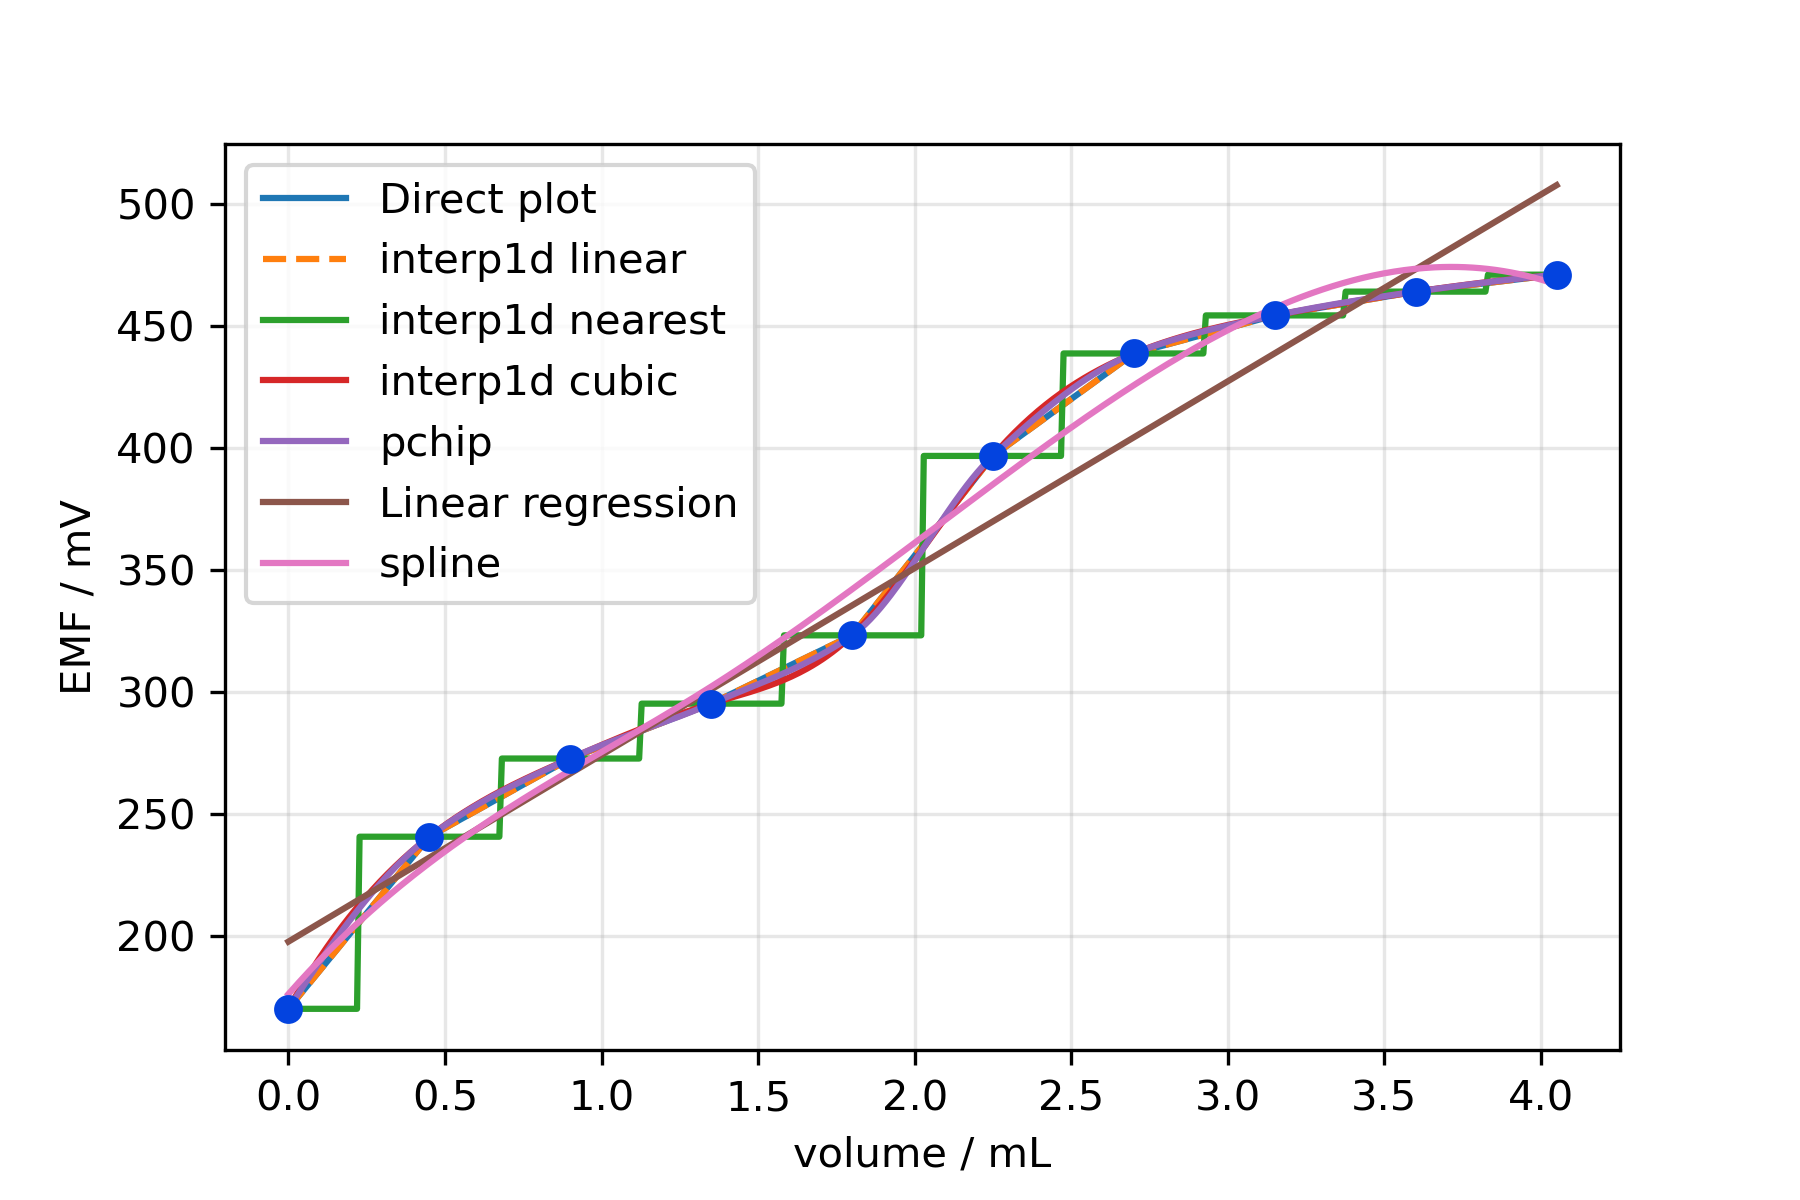 Direct plot
interp1d linear
interp1d nearest
interp1d cubic
pchip
Linear regression
spline
500
450
400
350
300
250
200
EMF / mV
0.0 0.5 1.0 1.5 2.0 2.5 3.0 3.5 4.0
volume / mL